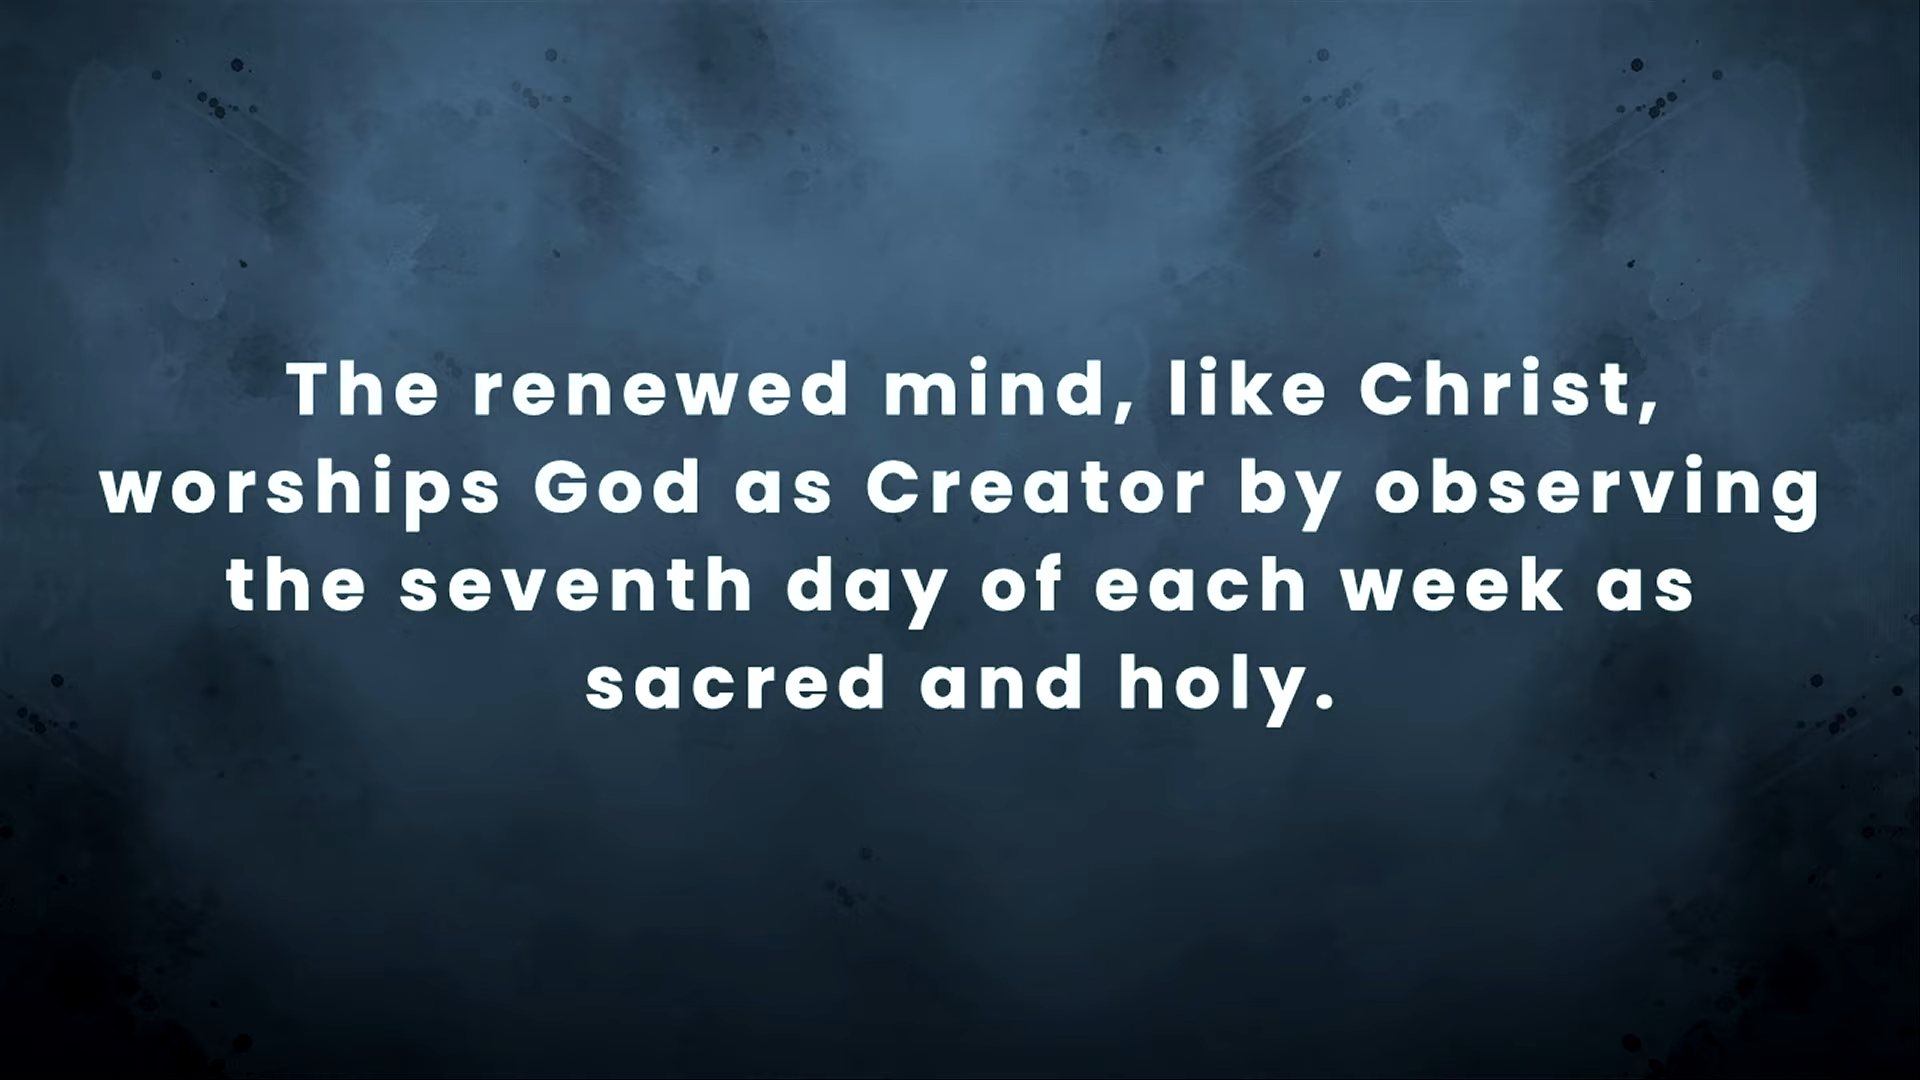 The renewed mind, like Christ,
worships God as Creator by observing
the seventh day of each week as
sacred and holy.